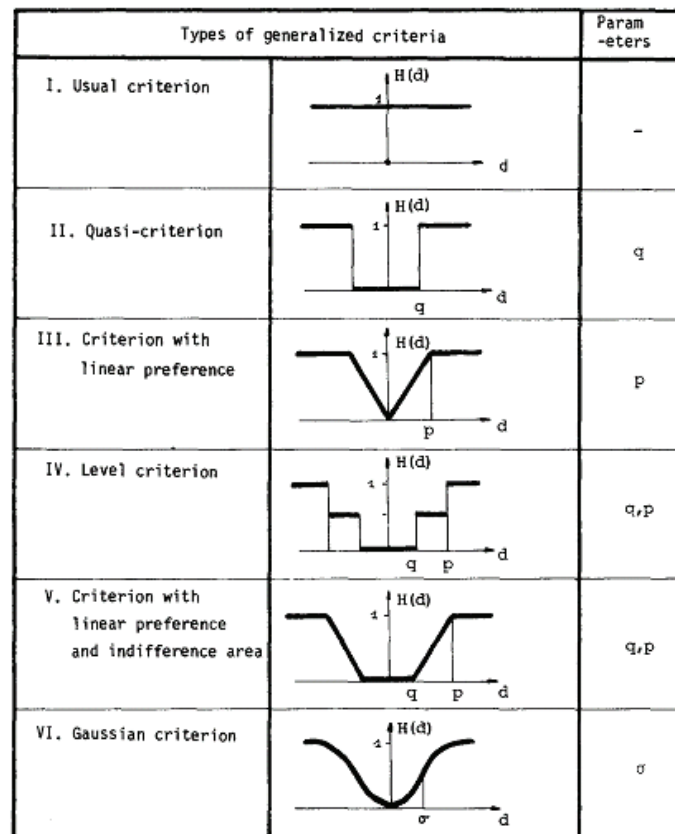 Types of generalized criteria
Param
-eters
I. Usual criterion
H(d)
1
d
-
II. Quasi-criterion
H(d)
1
q
d
q
III. Criterion with
linear preference
H(d)
1
p
d
p
IV. Level criterion
H(d)
1
q
p
d
q,p
V. Criterion with
linear preference
and indifference area
H(d)
1
q
p
d
q,p
VI. Gaussian criterion
H(d)
1
σ
d
σ